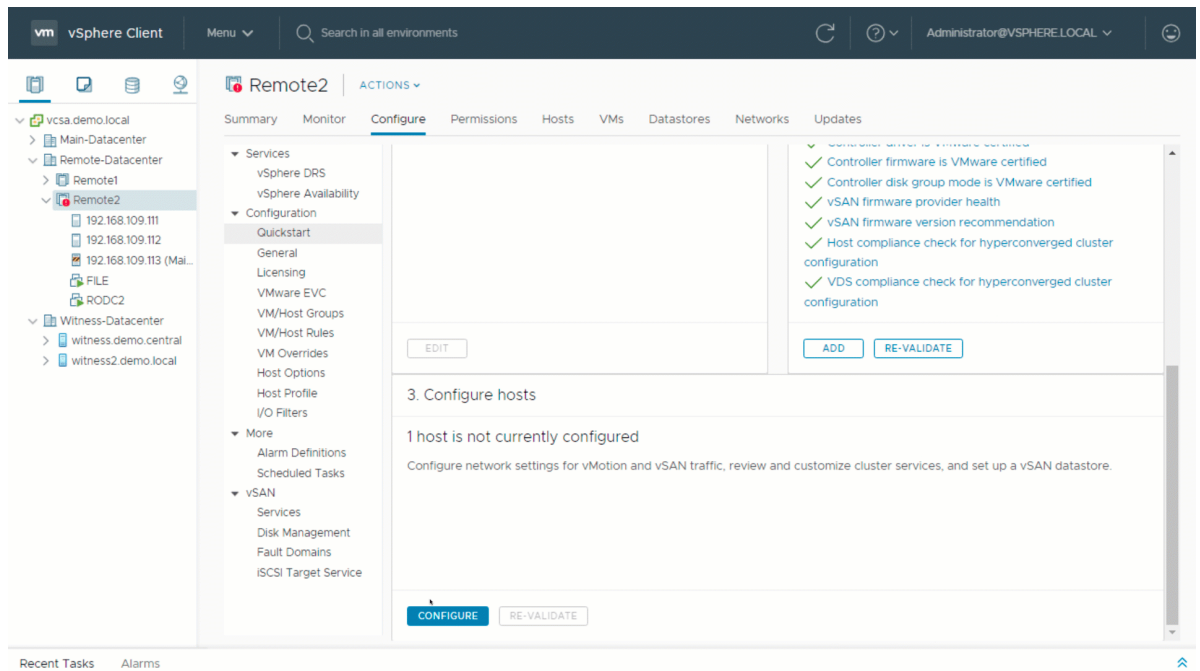 vm vSphere Client Menu Search in all environments Administrator@VSPHERE.LOCAL
vcsa.demo.local
Main-Datacenter
Remote-Datacenter
Remote1
Remote2
192.168.109.111
192.168.109.112
192.168.109.113 (Mai...
FILE
RODC2
Witness-Datacenter
witness.demo.central
witness2.demo.local
Remote2 ACTIONS
Summary Monitor Configure Permissions Hosts VMs Datastores Networks Updates
Services
vSphere DRS
vSphere Availability
Configuration
Quickstart
General
Licensing
VMware EVC
VM/Host Groups
VM/Host Rules
VM Overrides
Host Options
Host Profile
I/O Filters
More
Alarm Definitions
Scheduled Tasks
vSAN
Services
Disk Management
Fault Domains
iSCSI Target Service
EDIT
Controller driver is VMware certified
Controller firmware is VMware certified
Controller disk group mode is VMware certified
vSAN firmware provider health
vSAN firmware version recommendation
Host compliance check for hyperconverged cluster
configuration
VDS compliance check for hyperconverged cluster
configuration
ADD RE-VALIDATE
3. Configure hosts
1 host is not currently configured
Configure network settings for vMotion and vSAN traffic, review and customize cluster services, and set up a vSAN datastore.
CONFIGURE RE-VALIDATE
Recent Tasks Alarms